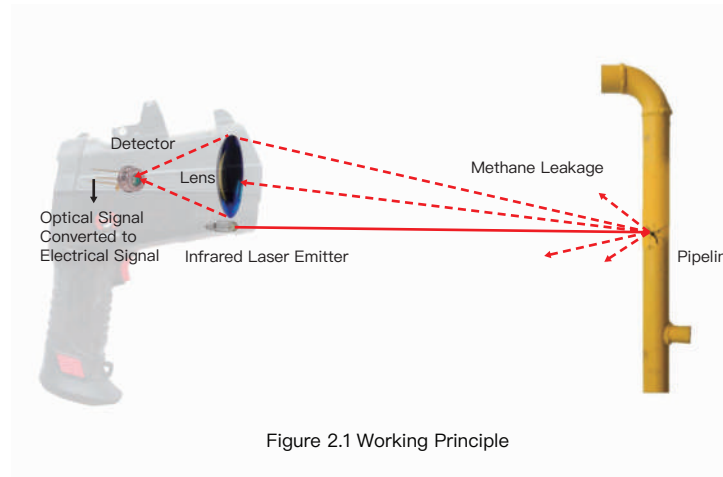 Detector
Methane Leakage
Lens
Optical Signal
Converted to
Electrical Signal
Infrared Laser Emitter
Figure 2.1 Working Principle